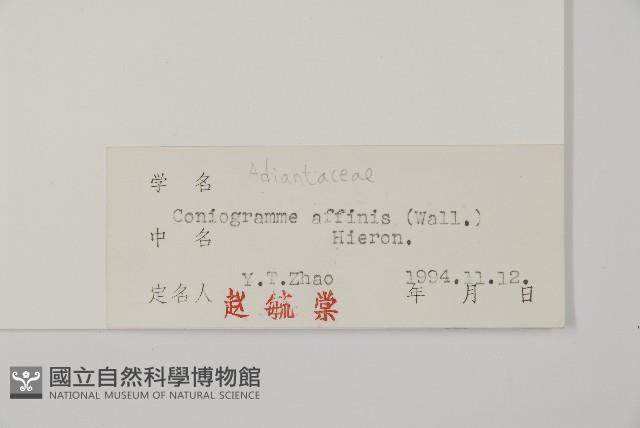 学 名 Adiantaceae
Coniogramme affinis (Wall.)
中 名 Hieron.
定名人 Y.T.Zhao 1994.11.12.
赵毓棠 年 月 日
國立自然科學博物館
NATIONAL MUSEUM OF NATURAL SCIENCE